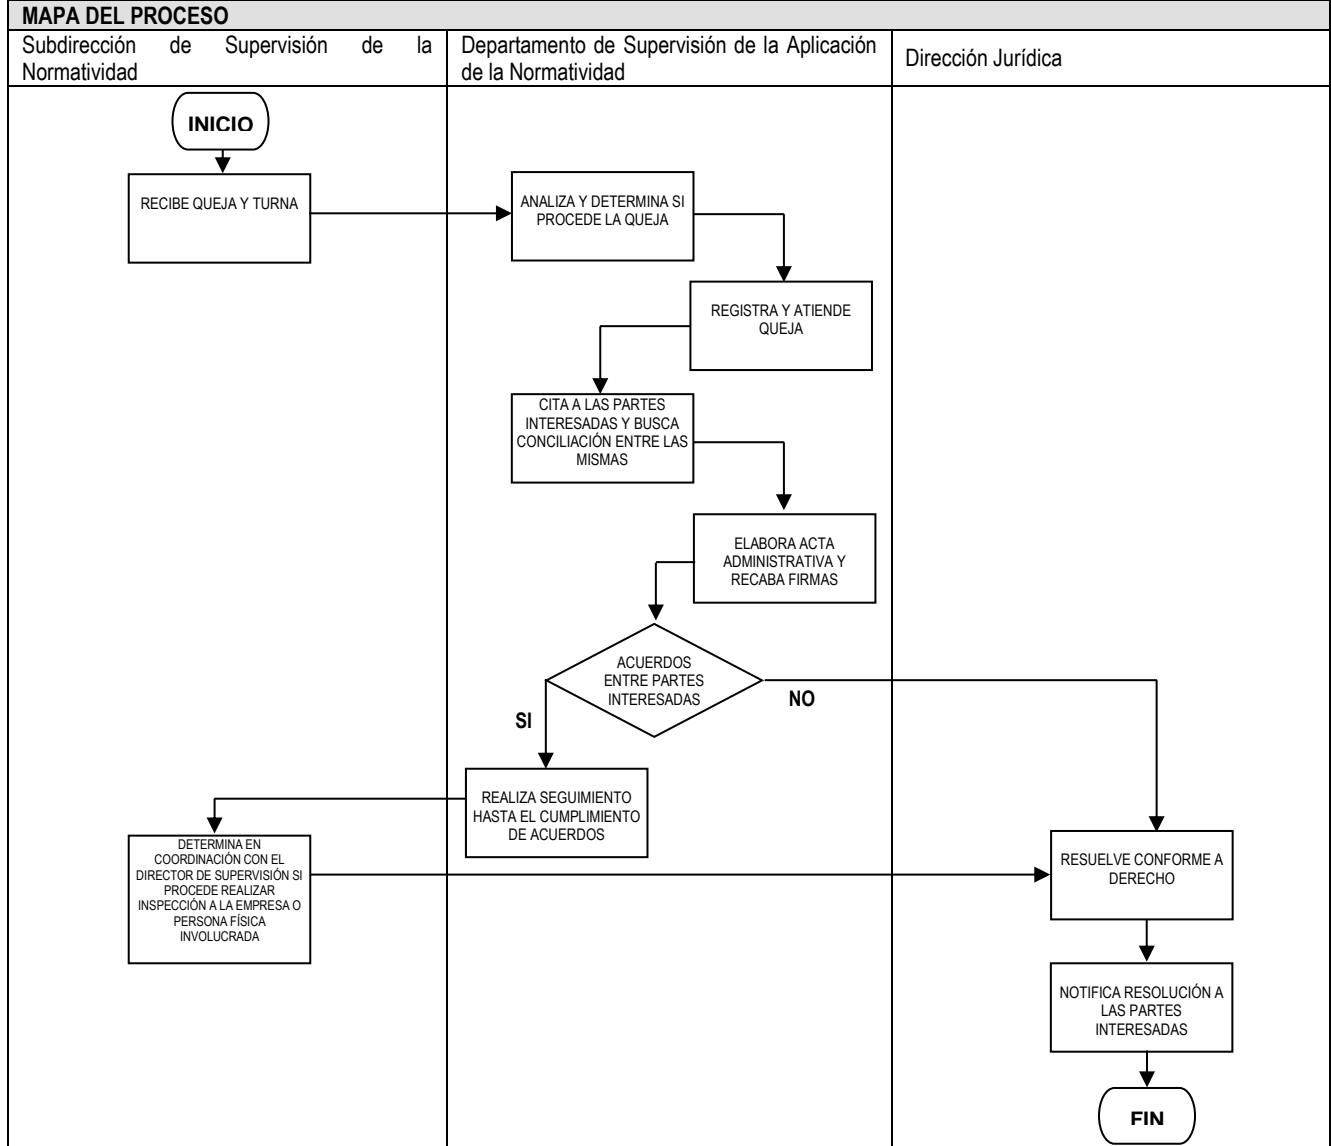 MAPA DEL PROCESO
Subdirección de Supervisión de la
Normatividad
Departamento de Supervisión de la Aplicación
de la Normatividad
Dirección Jurídica
INICIO
RECIBE QUEJA Y TURNA
ANALIZA Y DETERMINA SI
PROCEDE LA QUEJA
REGISTRA Y ATIENDE
QUEJA
CITA A LAS PARTES
INTERESADAS Y BUSCA
CONCILIACIÓN ENTRE LAS
MISMAS
ELABORA ACTA
ADMINISTRATIVA Y
RECABA FIRMAS
ACUERDOS
ENTRE PARTES
INTERESADAS
NO
SI
REALIZA SEGUIMIENTO
HASTA EL CUMPLIMIENTO
DE ACUERDOS
DETERMINA EN
COORDINACIÓN CON EL
DIRECTOR DE SUPERVISIÓN SI
PROCEDE REALIZAR
INSPECCIÓN A LA EMPRESA O
PERSONA FÍSICA
INVOLUCRADA
RESUELVE CONFORME A
DERECHO
NOTIFICA RESOLUCIÓN A
LAS PARTES
INTERESADAS
FIN